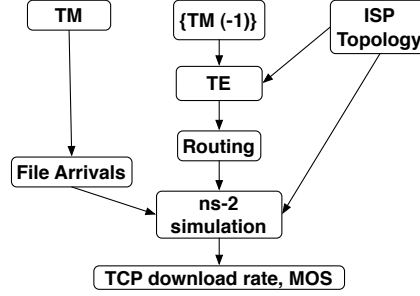 TM
{TM (-1)}
ISP
Topology
TE
Routing
File Arrivals
ns-2
simulation
TCP download rate, MOS